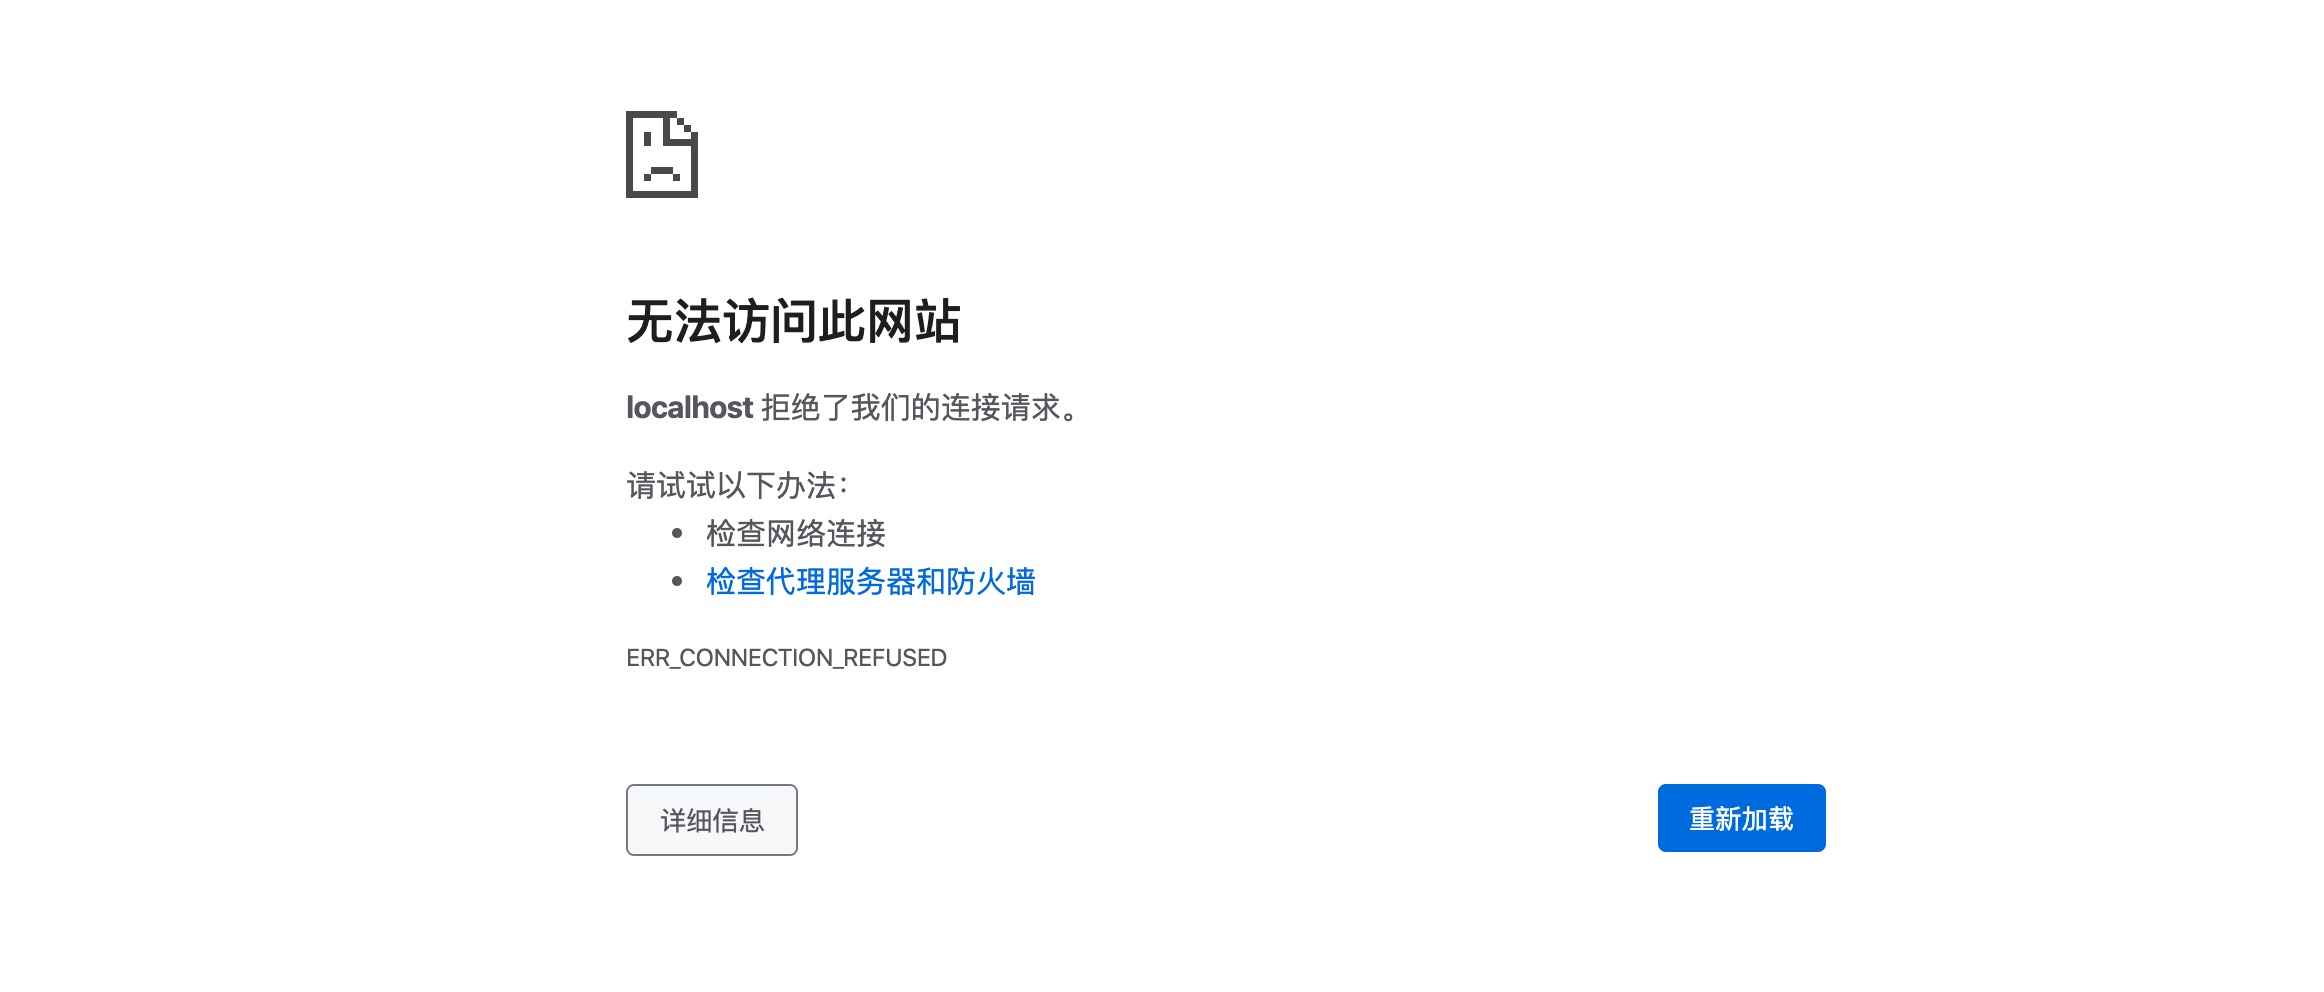 无法访问此网站
localhost 拒绝了我们的连接请求。
请试试以下办法：
• 检查网络连接
• 检查代理服务器和防火墙
ERR_CONNECTION_REFUSED
详细信息
重新加载